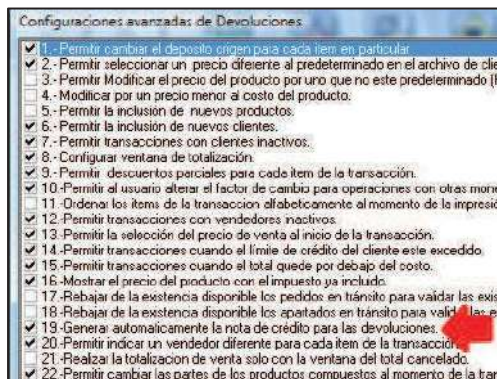 Configuraciones avanzadas de Devoluciones
1.- Permitir cambiar el deposito origen para cada item en particular
2.- Permitir seleccionar un precio diferente al predeterminado en el archivo de clie
3.- Permitir Modificar el precio del producto por uno que no este predeterminado
4.- Modificar por un precio menor al costo del producto.
5.- Permitir la inclusión de nuevos productos.
6.- Permitir la inclusión de nuevos clientes.
7.- Permitir transacciones con clientes inactivos.
8.- Configurar ventana de totalización.
9.- Permitir descuentos parciales para cada item de la transacción.
10.-Permitir al usuario alterar el factor de cambio para operaciones con otras mone
11.-Ordenar los items de la transaccion alfabeticamente al momento de la impresió
12.-Permitir transacciones con vendedores inactivos.
13.-Permitir la selección del precio de venta al inicio de la transacción.
14.-Permitir transacciones cuando el límite de crédito del cliente este excedido.
15.-Permitir transacciones cuando el total quede por debajo del costo.
16.-Mostrar el precio del producto con el impuesto ya incluido.
17.-Rebajar de la existencia disponible los pedidos en tránsito para validar las exis
18.-Rebajar de la existencia disponible los apartados en tránsito para validar las e
19.-Generar automaticamente la nota de crédito para las devoluciones.
20.-Permitir indicar un vendedor diferente para cada item de la transacción
21.-Realizar la totalizacion de venta solo con la ventana del total cancelado.
22.-Permitir cambiar las partes de los productos compuestos al momento de la tran